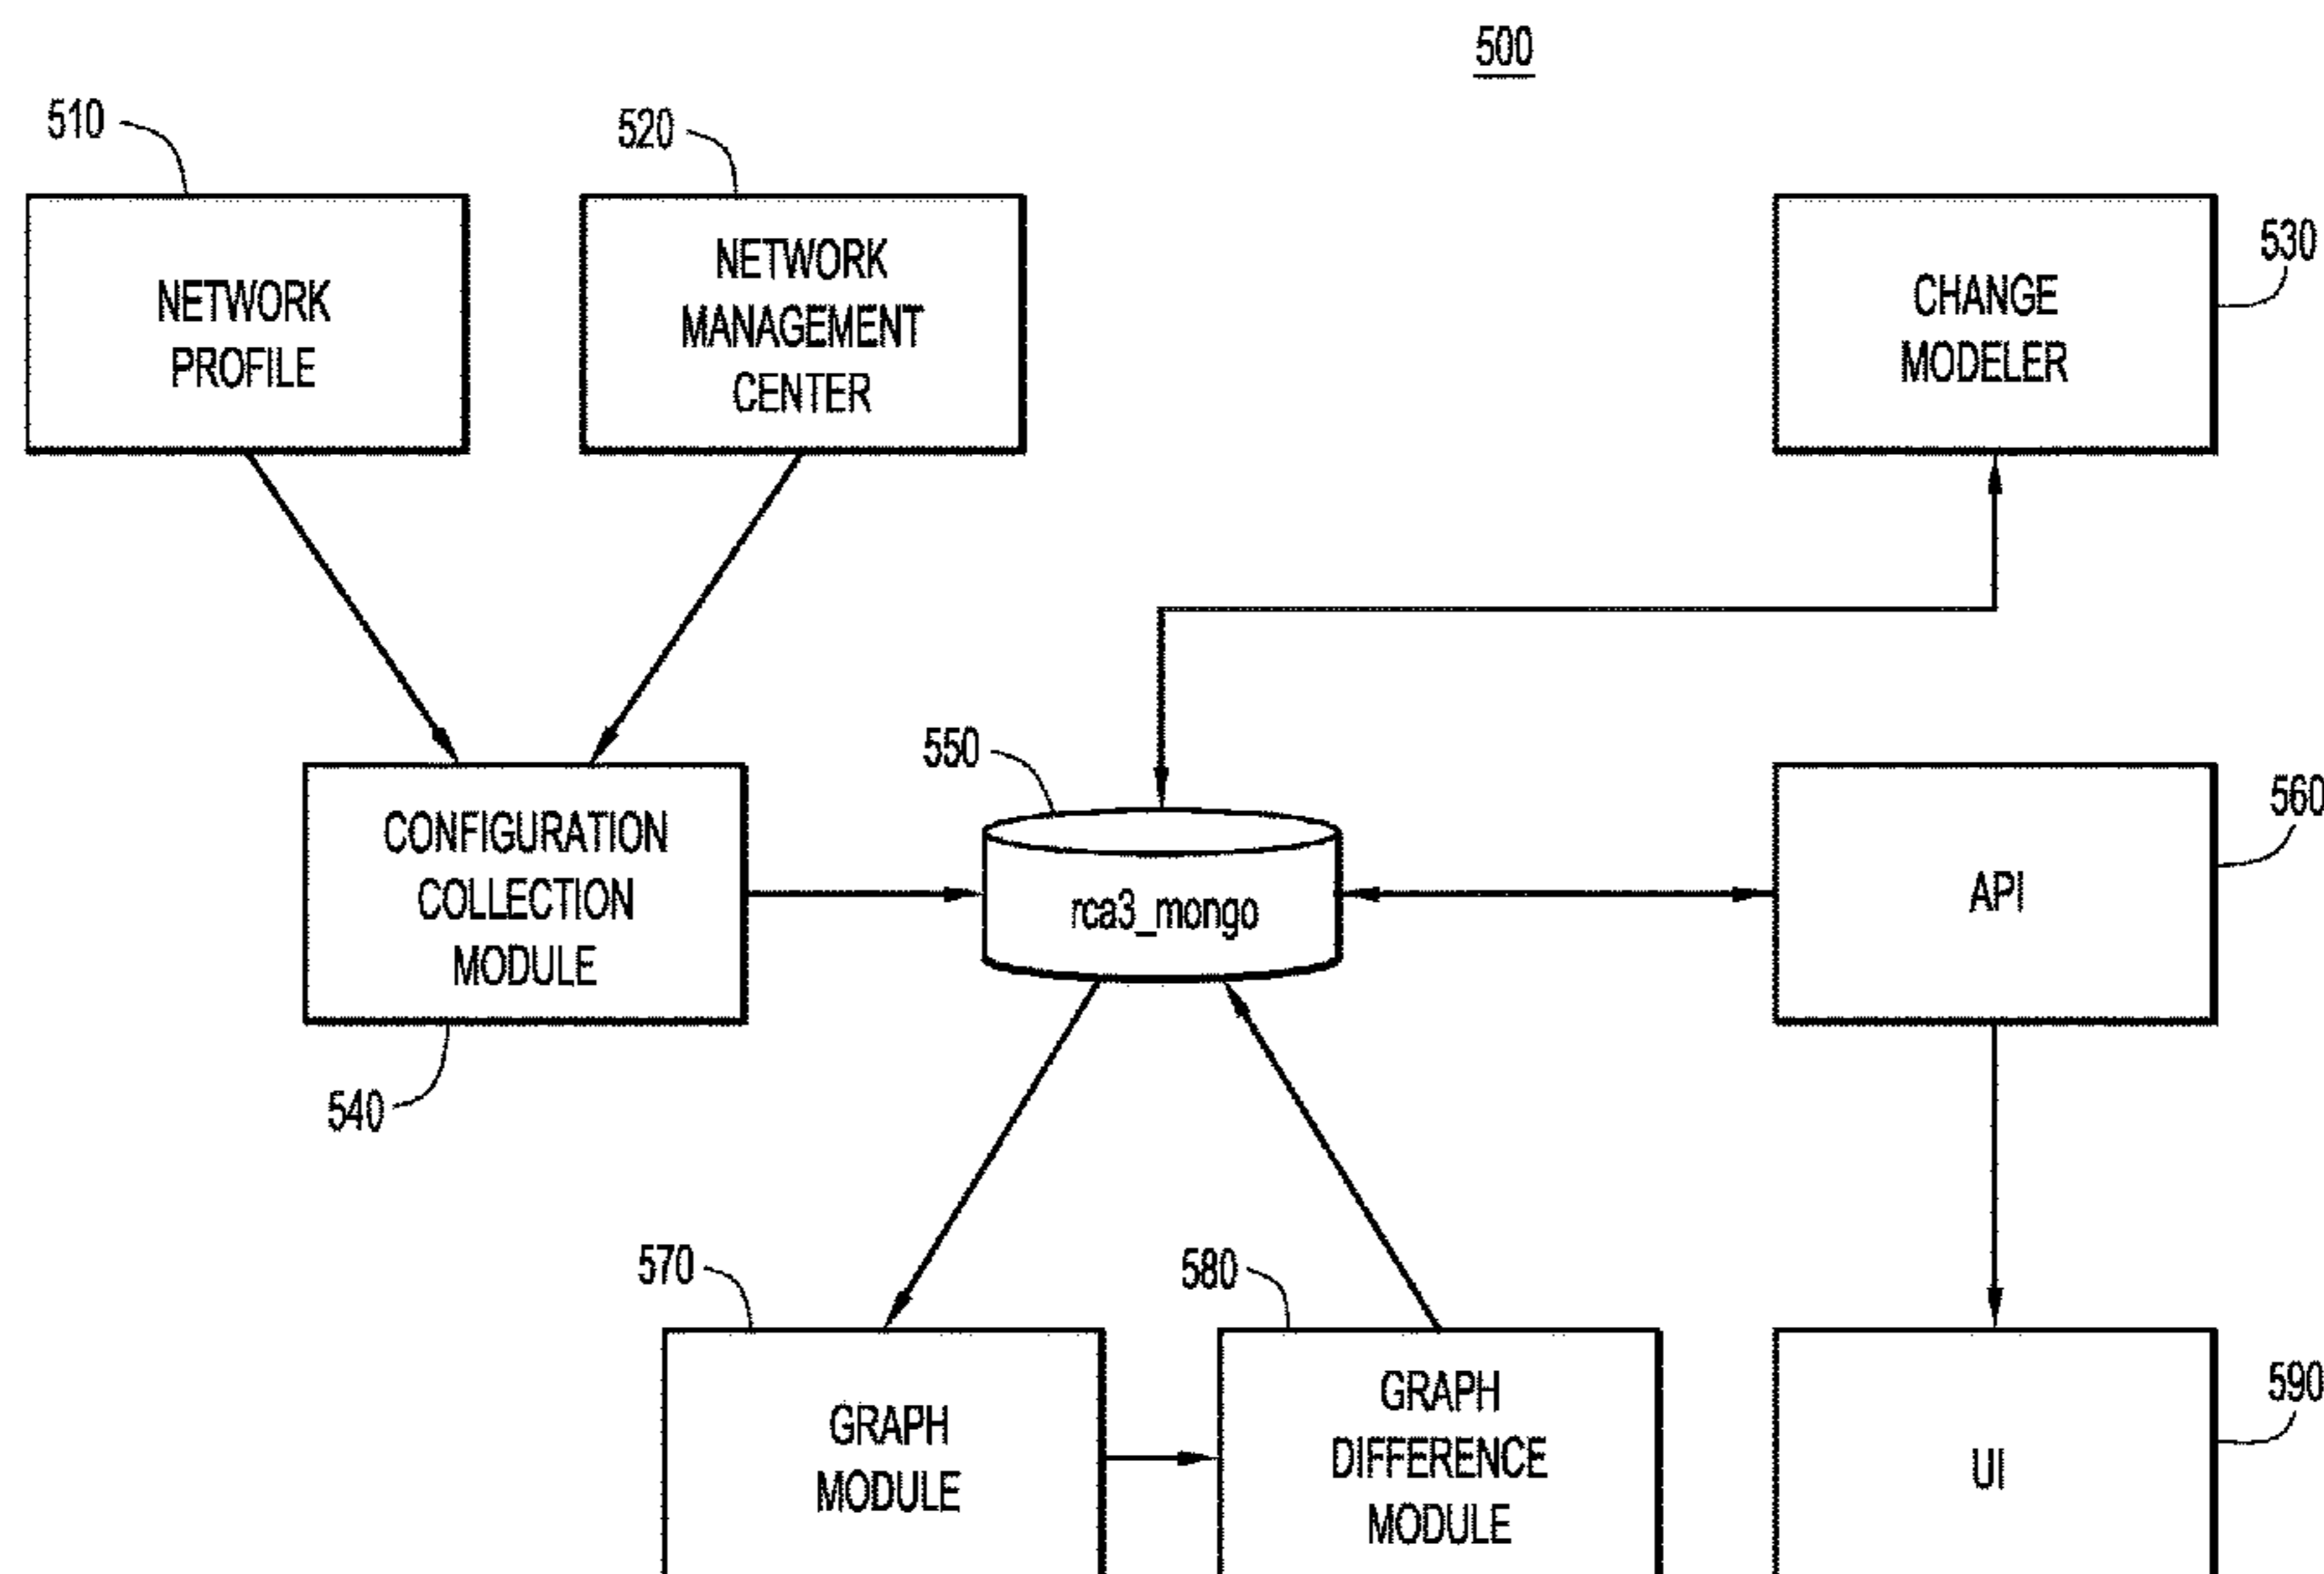 500
510
520
NETWORK
PROFILE
NETWORK
MANAGEMENT
CENTER
CHANGE
MODELER
530
550
CONFIGURATION
COLLECTION
MODULE
540
rca3_mongo
API
560
570
580
GRAPH
MODULE
GRAPH
DIFFERENCE
MODULE
UI
590